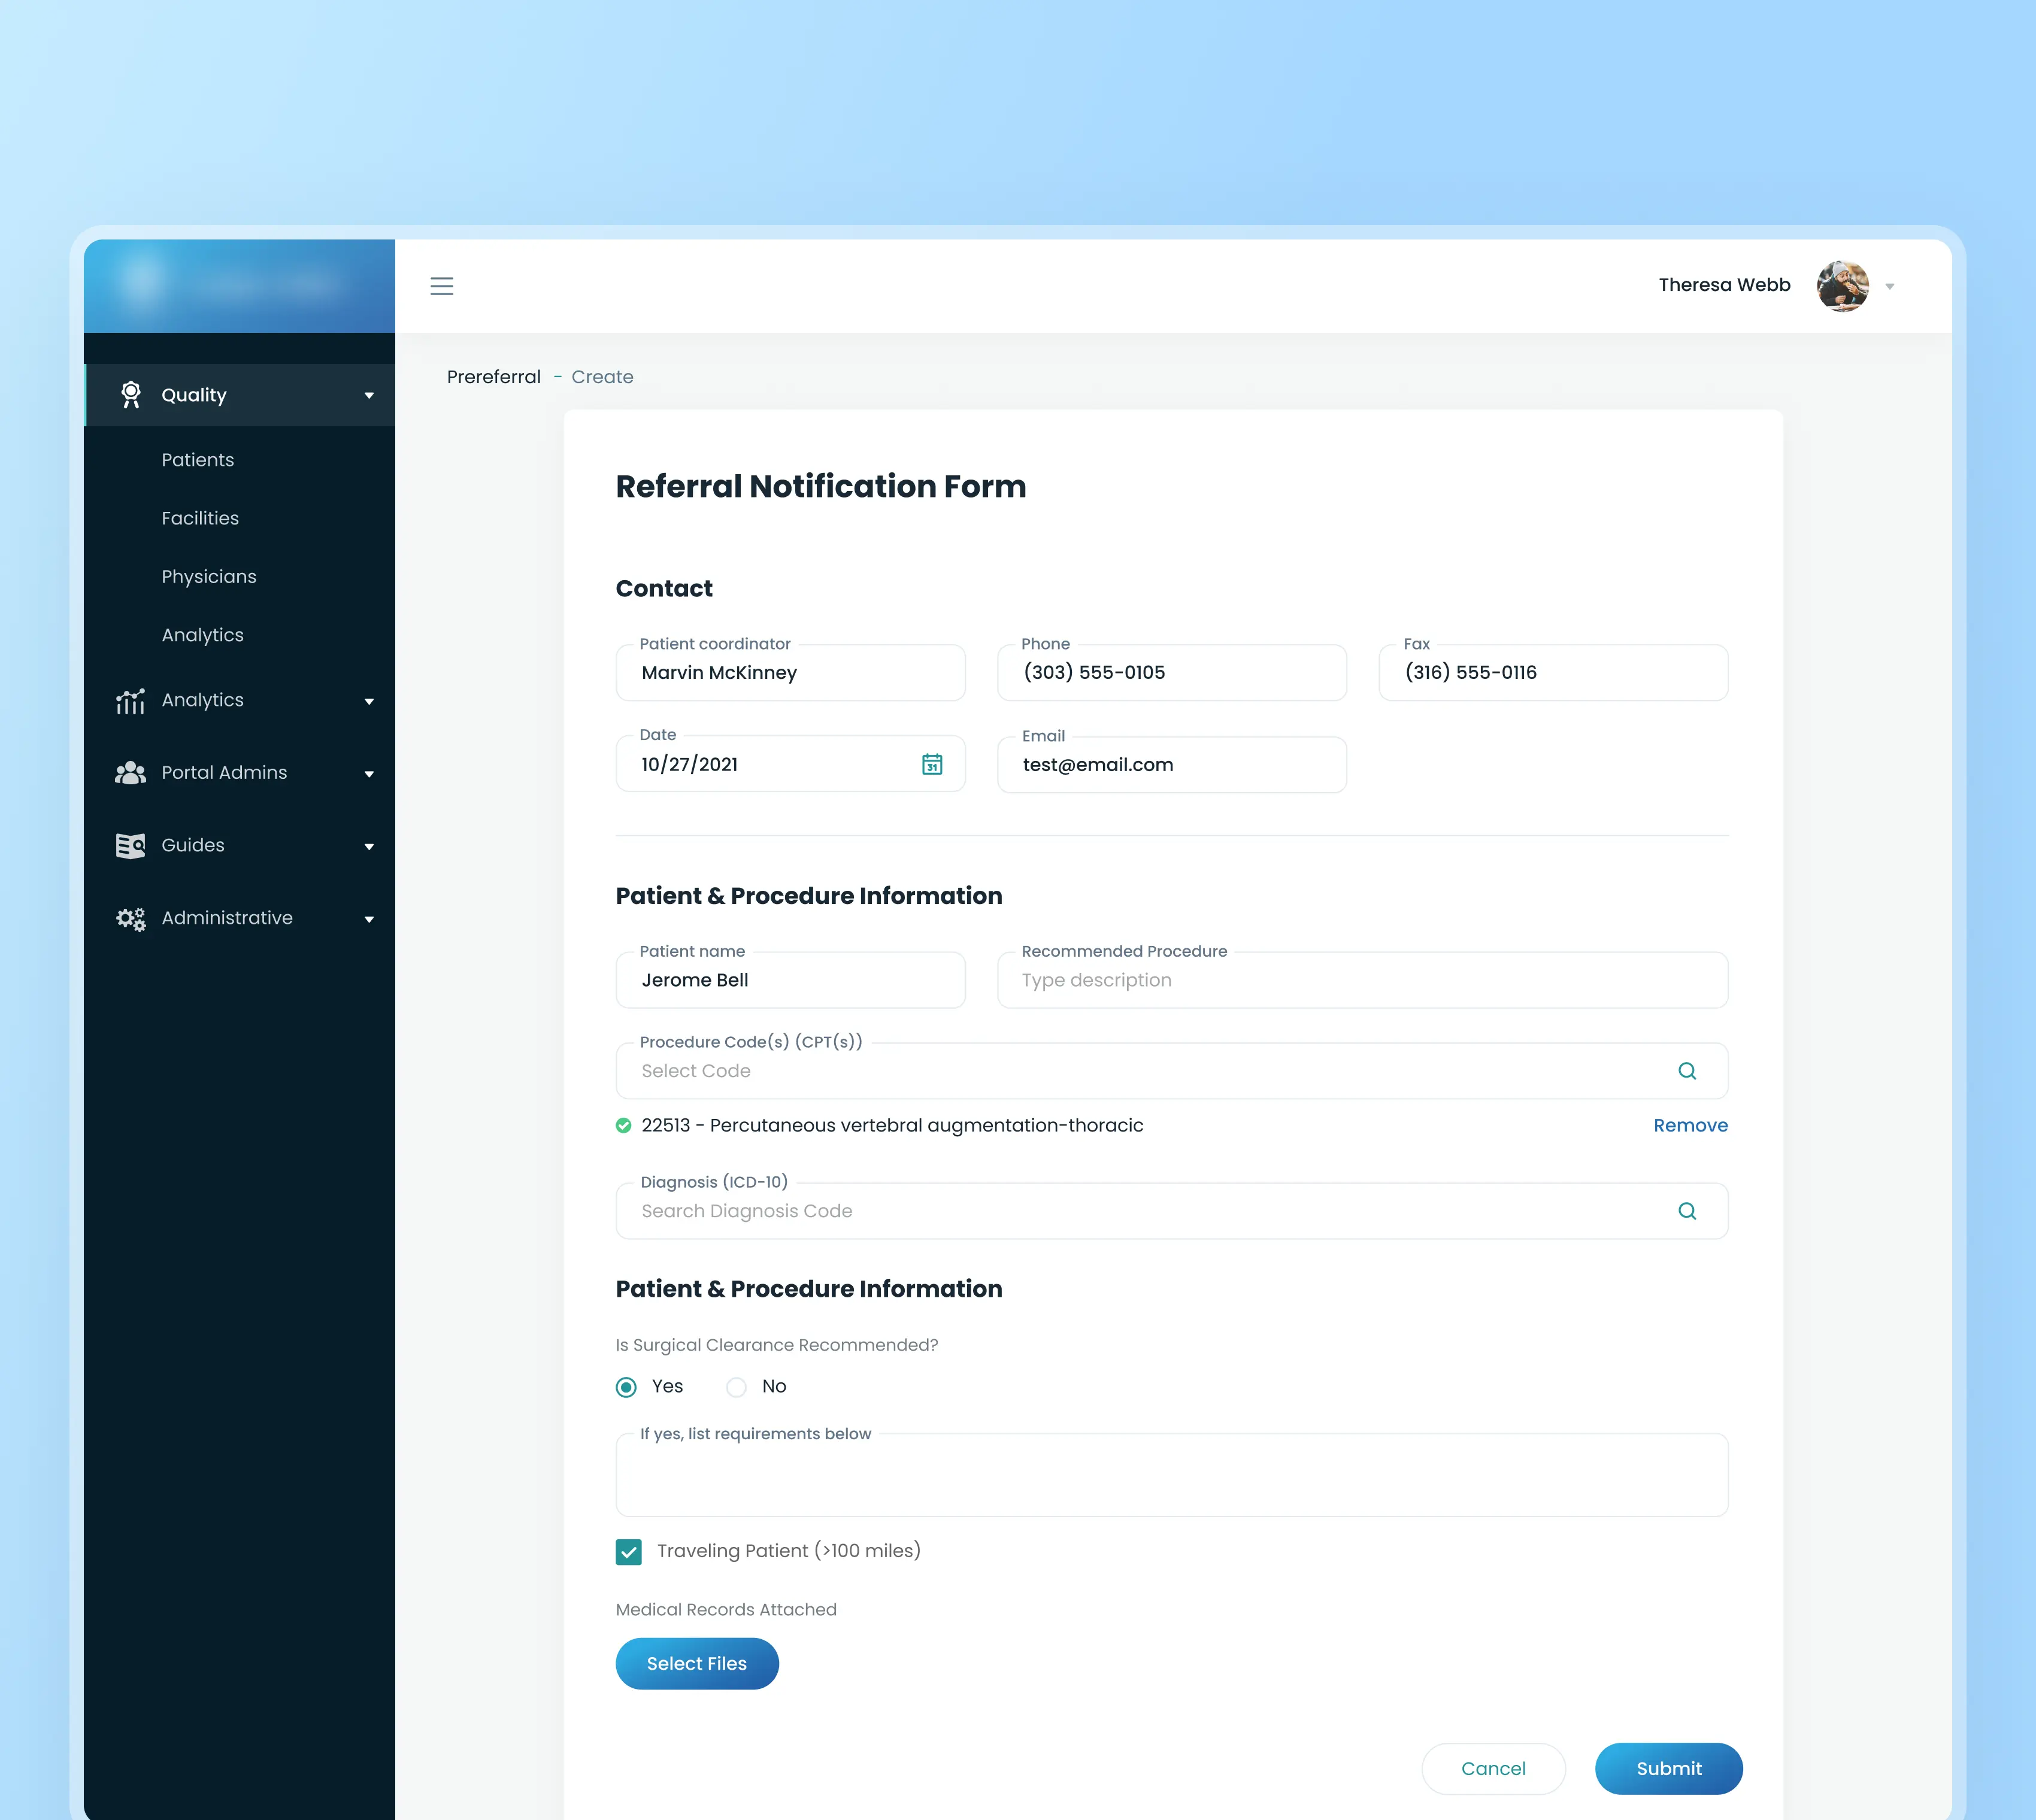 Theresa Webb
Quality
Patients
Facilities
Physicians
Analytics
Analytics
Portal Admins
Guides
Administrative
Prereferral - Create
Referral Notification Form
Contact
Patient coordinator
Marvin McKinney
Phone
(303) 555-0105
Fax
(316) 555-0116
Date
10/27/2021
31
Email
test@email.com
Patient & Procedure Information
Patient name
Jerome Bell
Recommended Procedure
Type description
Procedure Code(s) (CPT(s))
Select Code
22513 - Percutaneous vertebral augmentation-thoracic
Remove
Diagnosis (ICD-10)
Search Diagnosis Code
Patient & Procedure Information
Is Surgical Clearance Recommended?
Yes
No
If yes, list requirements below
Traveling Patient (>100 miles)
Medical Records Attached
Select Files
Cancel
Submit